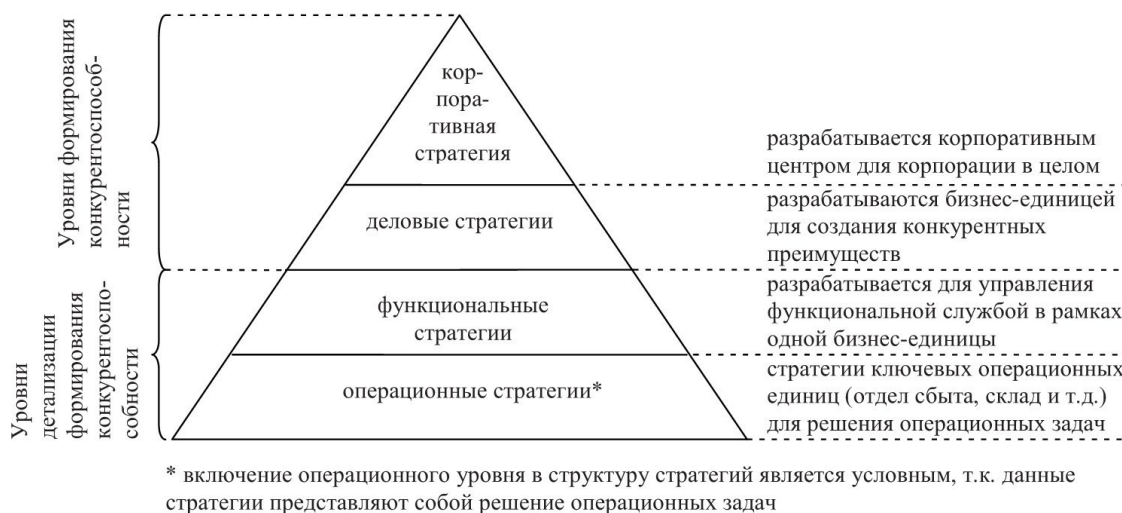 Уровни формирования
конкурентоспособ-
ности
кор-
пора-
тивная
стратегия
разрабатывается корпоративным
центром для корпорации в целом
деловые стратегии
разрабатываются бизнес-единицей
для создания конкурентных
преимуществ
Уровни
детализации
формирования
конкурентоспо-
собности
функциональные
стратегии
разрабатывается для управления
функциональной службой в рамках
одной бизнес-единицы
операционные стратегии*
стратегии ключевых операционных
единиц (отдел сбыта, склад и т.д.)
для решения операционных задач
* включение операционного уровня в структуру стратегий является условным, т.к. данные
стратегии представляют собой решение операционных задач